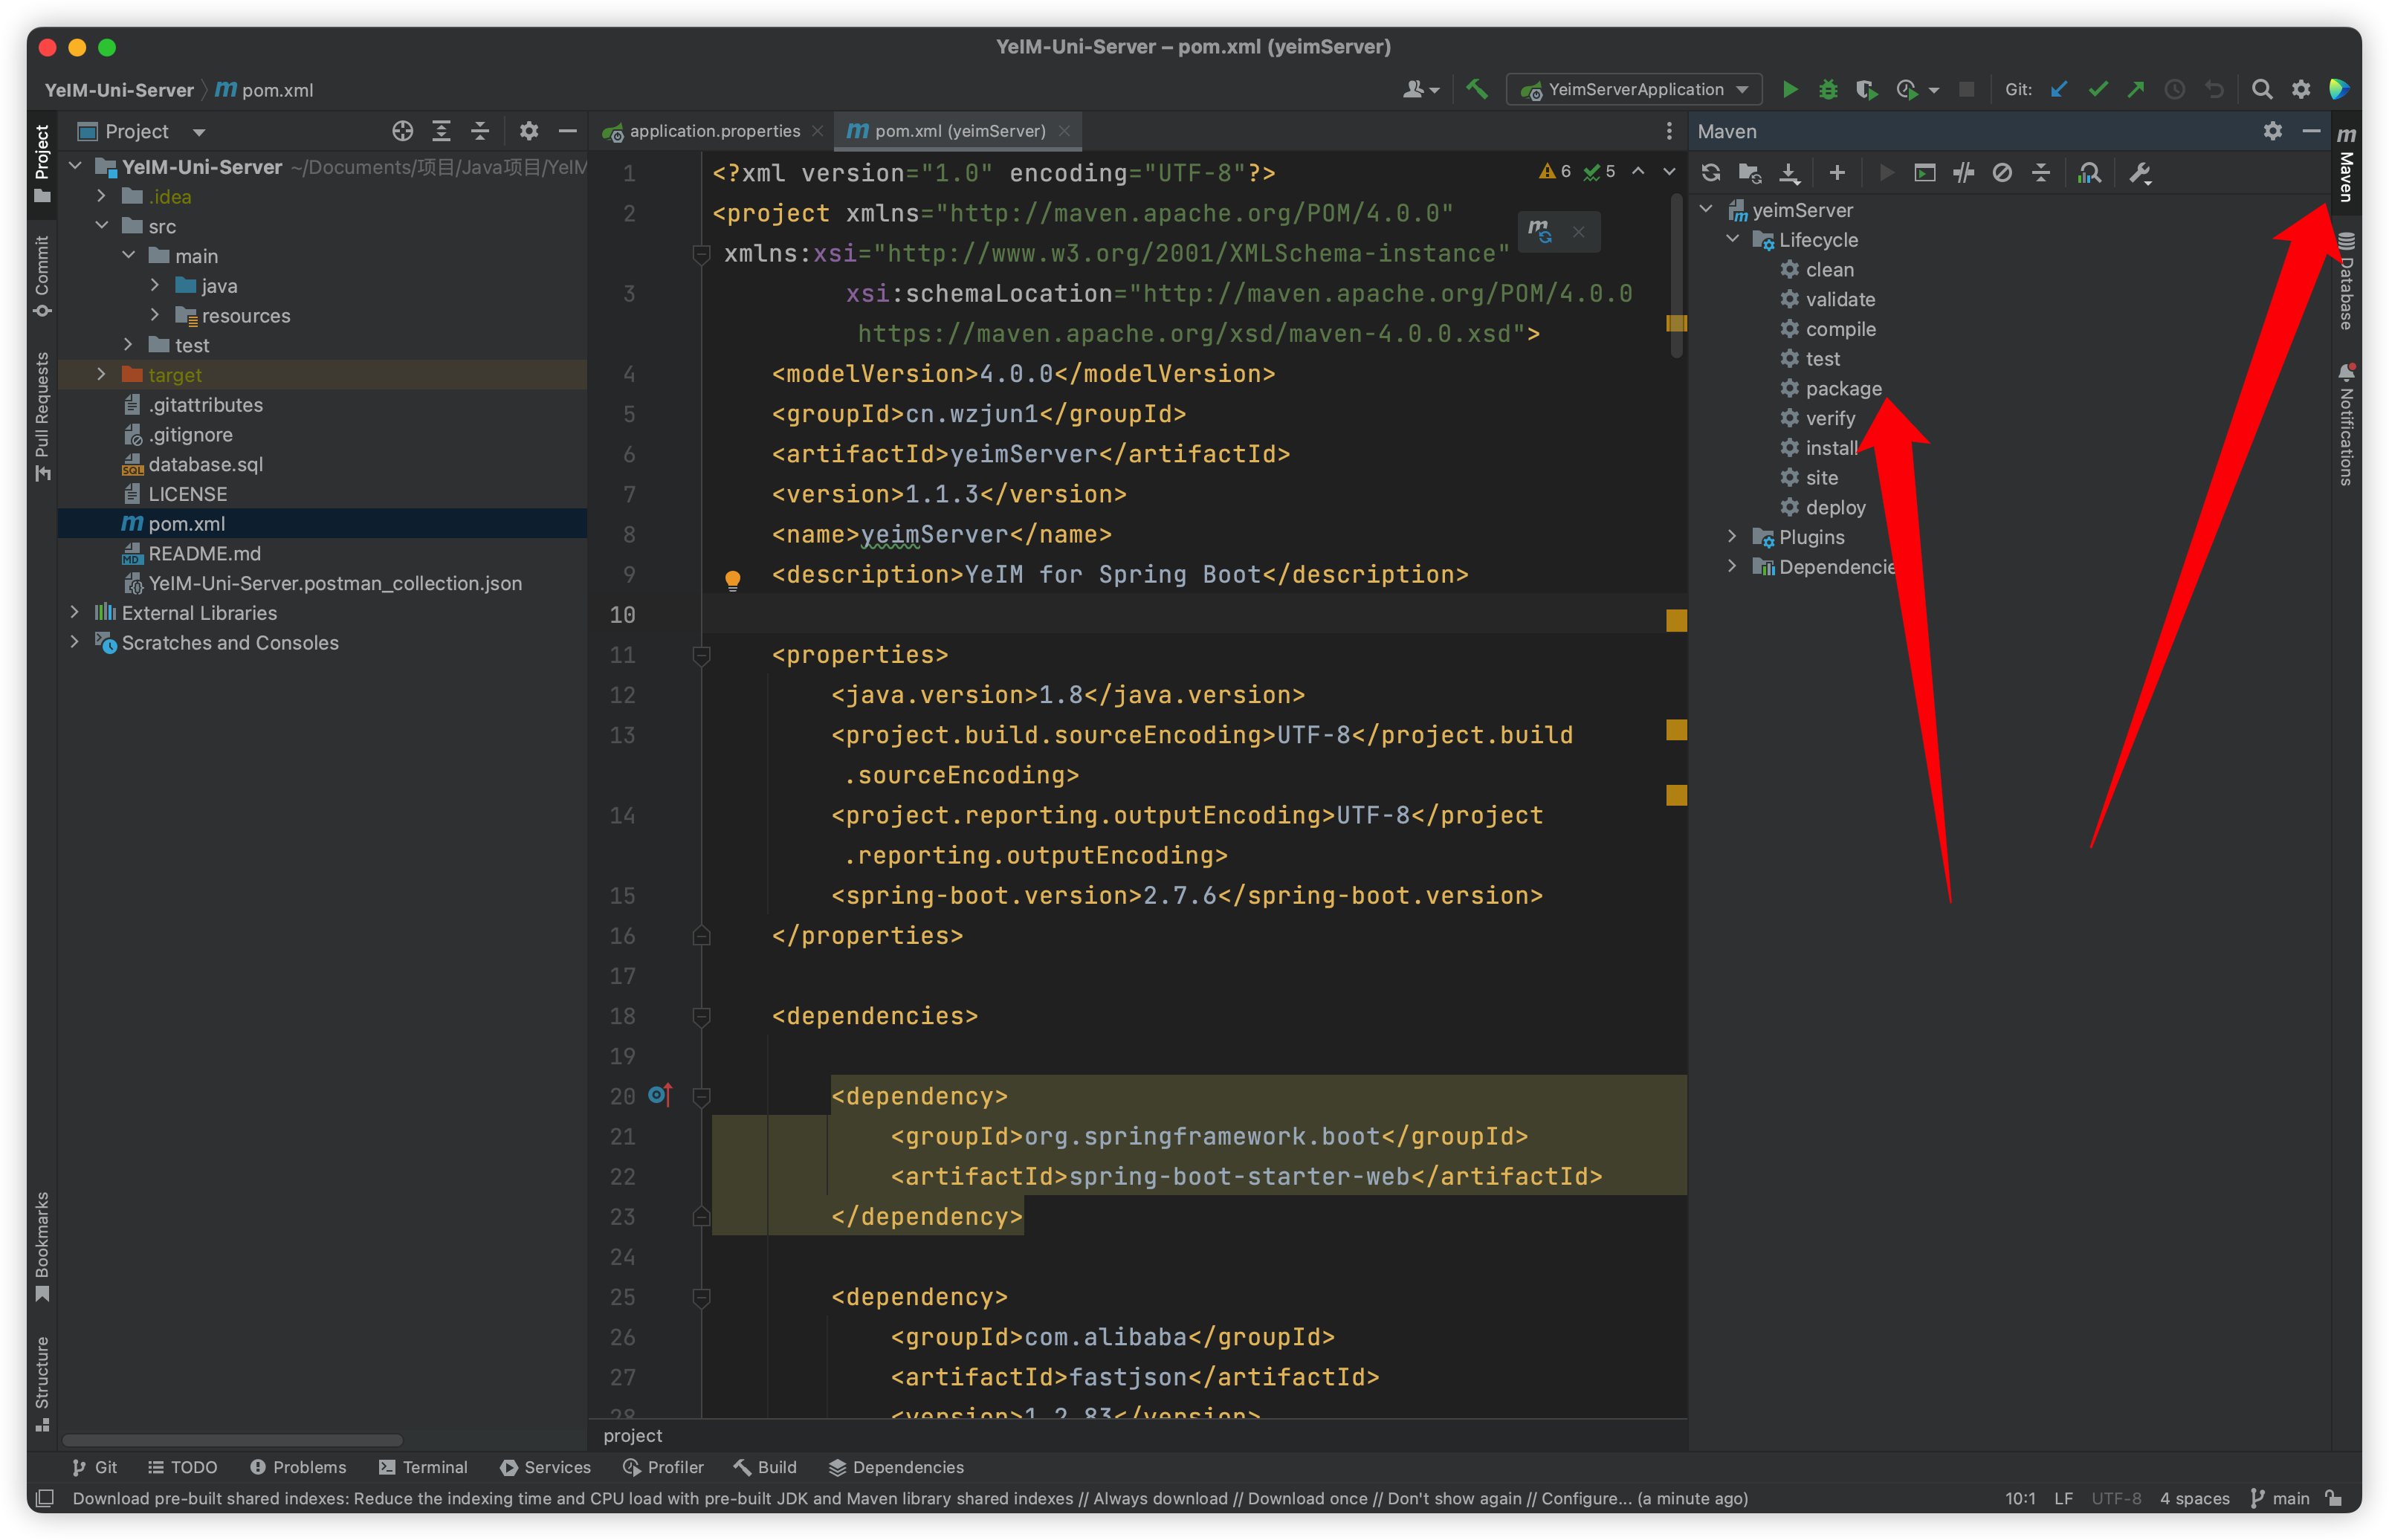 YeIM-Uni-Server – pom.xml (yeimServer)
YeIM-Uni-Server pom.xml
YeimServerApplication
Git:
Project
Commit
Pull Requests
Bookmarks
Structure
Project
YeIM-Uni-Server ~/Documents/项目/Java项目/YeIM
.idea
src
main
java
resources
test
target
.gitattributes
.gitignore
database.sql
LICENSE
pom.xml
README.md
YeIM-Uni-Server.postman_collection.json
External Libraries
Scratches and Consoles
application.properties
pom.xml (yeimServer)
6 5
1 <?xml version="1.0" encoding="UTF-8"?>
2 <project xmlns="http://maven.apache.org/POM/4.0.0"
xmlns:xsi="http://www.w3.org/2001/XMLSchema-instance"
3 xsi:schemaLocation="http://maven.apache.org/POM/4.0.0
https://maven.apache.org/xsd/maven-4.0.0.xsd">
4 <modelVersion>4.0.0</modelVersion>
5 <groupId>cn.wzjun1</groupId>
6 <artifactId>yeimServer</artifactId>
7 <version>1.1.3</version>
8 <name>yeimServer</name>
9 <description>YeIM for Spring Boot</description>
10
11 <properties>
12 <java.version>1.8</java.version>
13 <project.build.sourceEncoding>UTF-8</project.build
.sourceEncoding>
14 <project.reporting.outputEncoding>UTF-8</project
.reporting.outputEncoding>
15 <spring-boot.version>2.7.6</spring-boot.version>
16 </properties>
17
18 <dependencies>
19
20 <dependency>
21 <groupId>org.springframework.boot</groupId>
22 <artifactId>spring-boot-starter-web</artifactId>
23 </dependency>
24
25 <dependency>
26 <groupId>com.alibaba</groupId>
27 <artifactId>fastjson</artifactId>
28 <version>1.2.83</version>
project
Maven
yeimServer
Lifecycle
clean
validate
compile
test
package
verify
install
site
deploy
Plugins
Dependencie
Maven
Database
Notifications
Git TODO Problems Terminal Services Profiler Build Dependencies
Download pre-built shared indexes: Reduce the indexing time and CPU load with pre-built JDK and Maven library shared indexes // Always download // Download once // Don't show again // Configure... (a minute ago)
10:1 LF UTF-8 4 spaces main